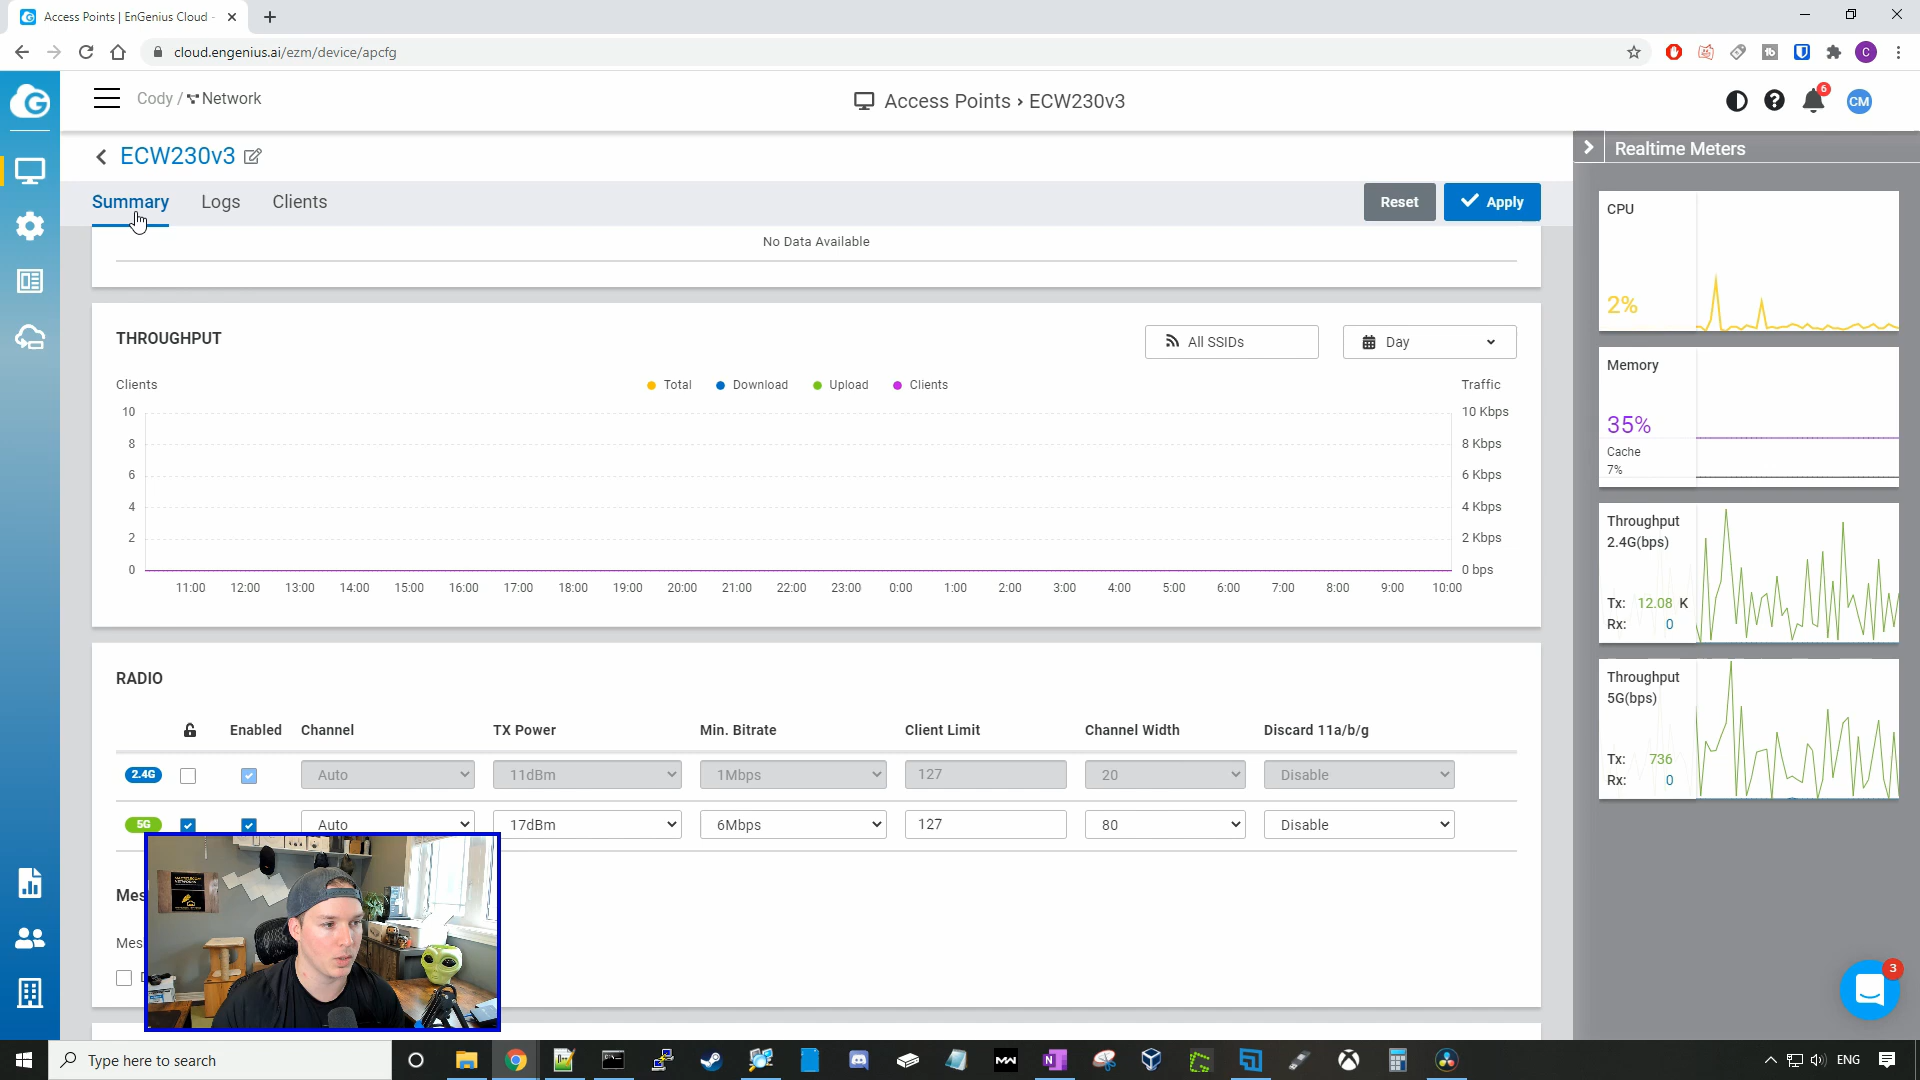 Access Points | EnGenius Cloud -
cloud.engenius.ai/ezm/device/apcfg
C
Cody / Network
Access Points › ECW230v3
6
CM
ECW230v3
Realtime Meters
Summary
Logs
Clients
Reset
Apply
No Data Available
THROUGHPUT
All SSIDs
Day
Clients
Total
Download
Upload
Clients
Traffic
10
8
6
4
2
0
10 Kbps
8 Kbps
6 Kbps
4 Kbps
2 Kbps
0 bps
11:00 12:00 13:00 14:00 15:00 16:00 17:00 18:00 19:00 20:00 21:00 22:00 23:00 0:00 1:00 2:00 3:00 4:00 5:00 6:00 7:00 8:00 9:00 10:00
RADIO
Enabled Channel TX Power Min. Bitrate Client Limit Channel Width Discard 11a/b/g
2.4G Auto 11dBm 1Mbps 127 20 Disable
5G Auto 17dBm 6Mbps 127 80 Disable
Mes
Mes
CPU
2%
Memory
35%
Cache
7%
Throughput
2.4G(bps)
Tx: 12.08 K
Rx: 0
Throughput
5G(bps)
Tx: 736
Rx: 0
3
Type here to search
ENG